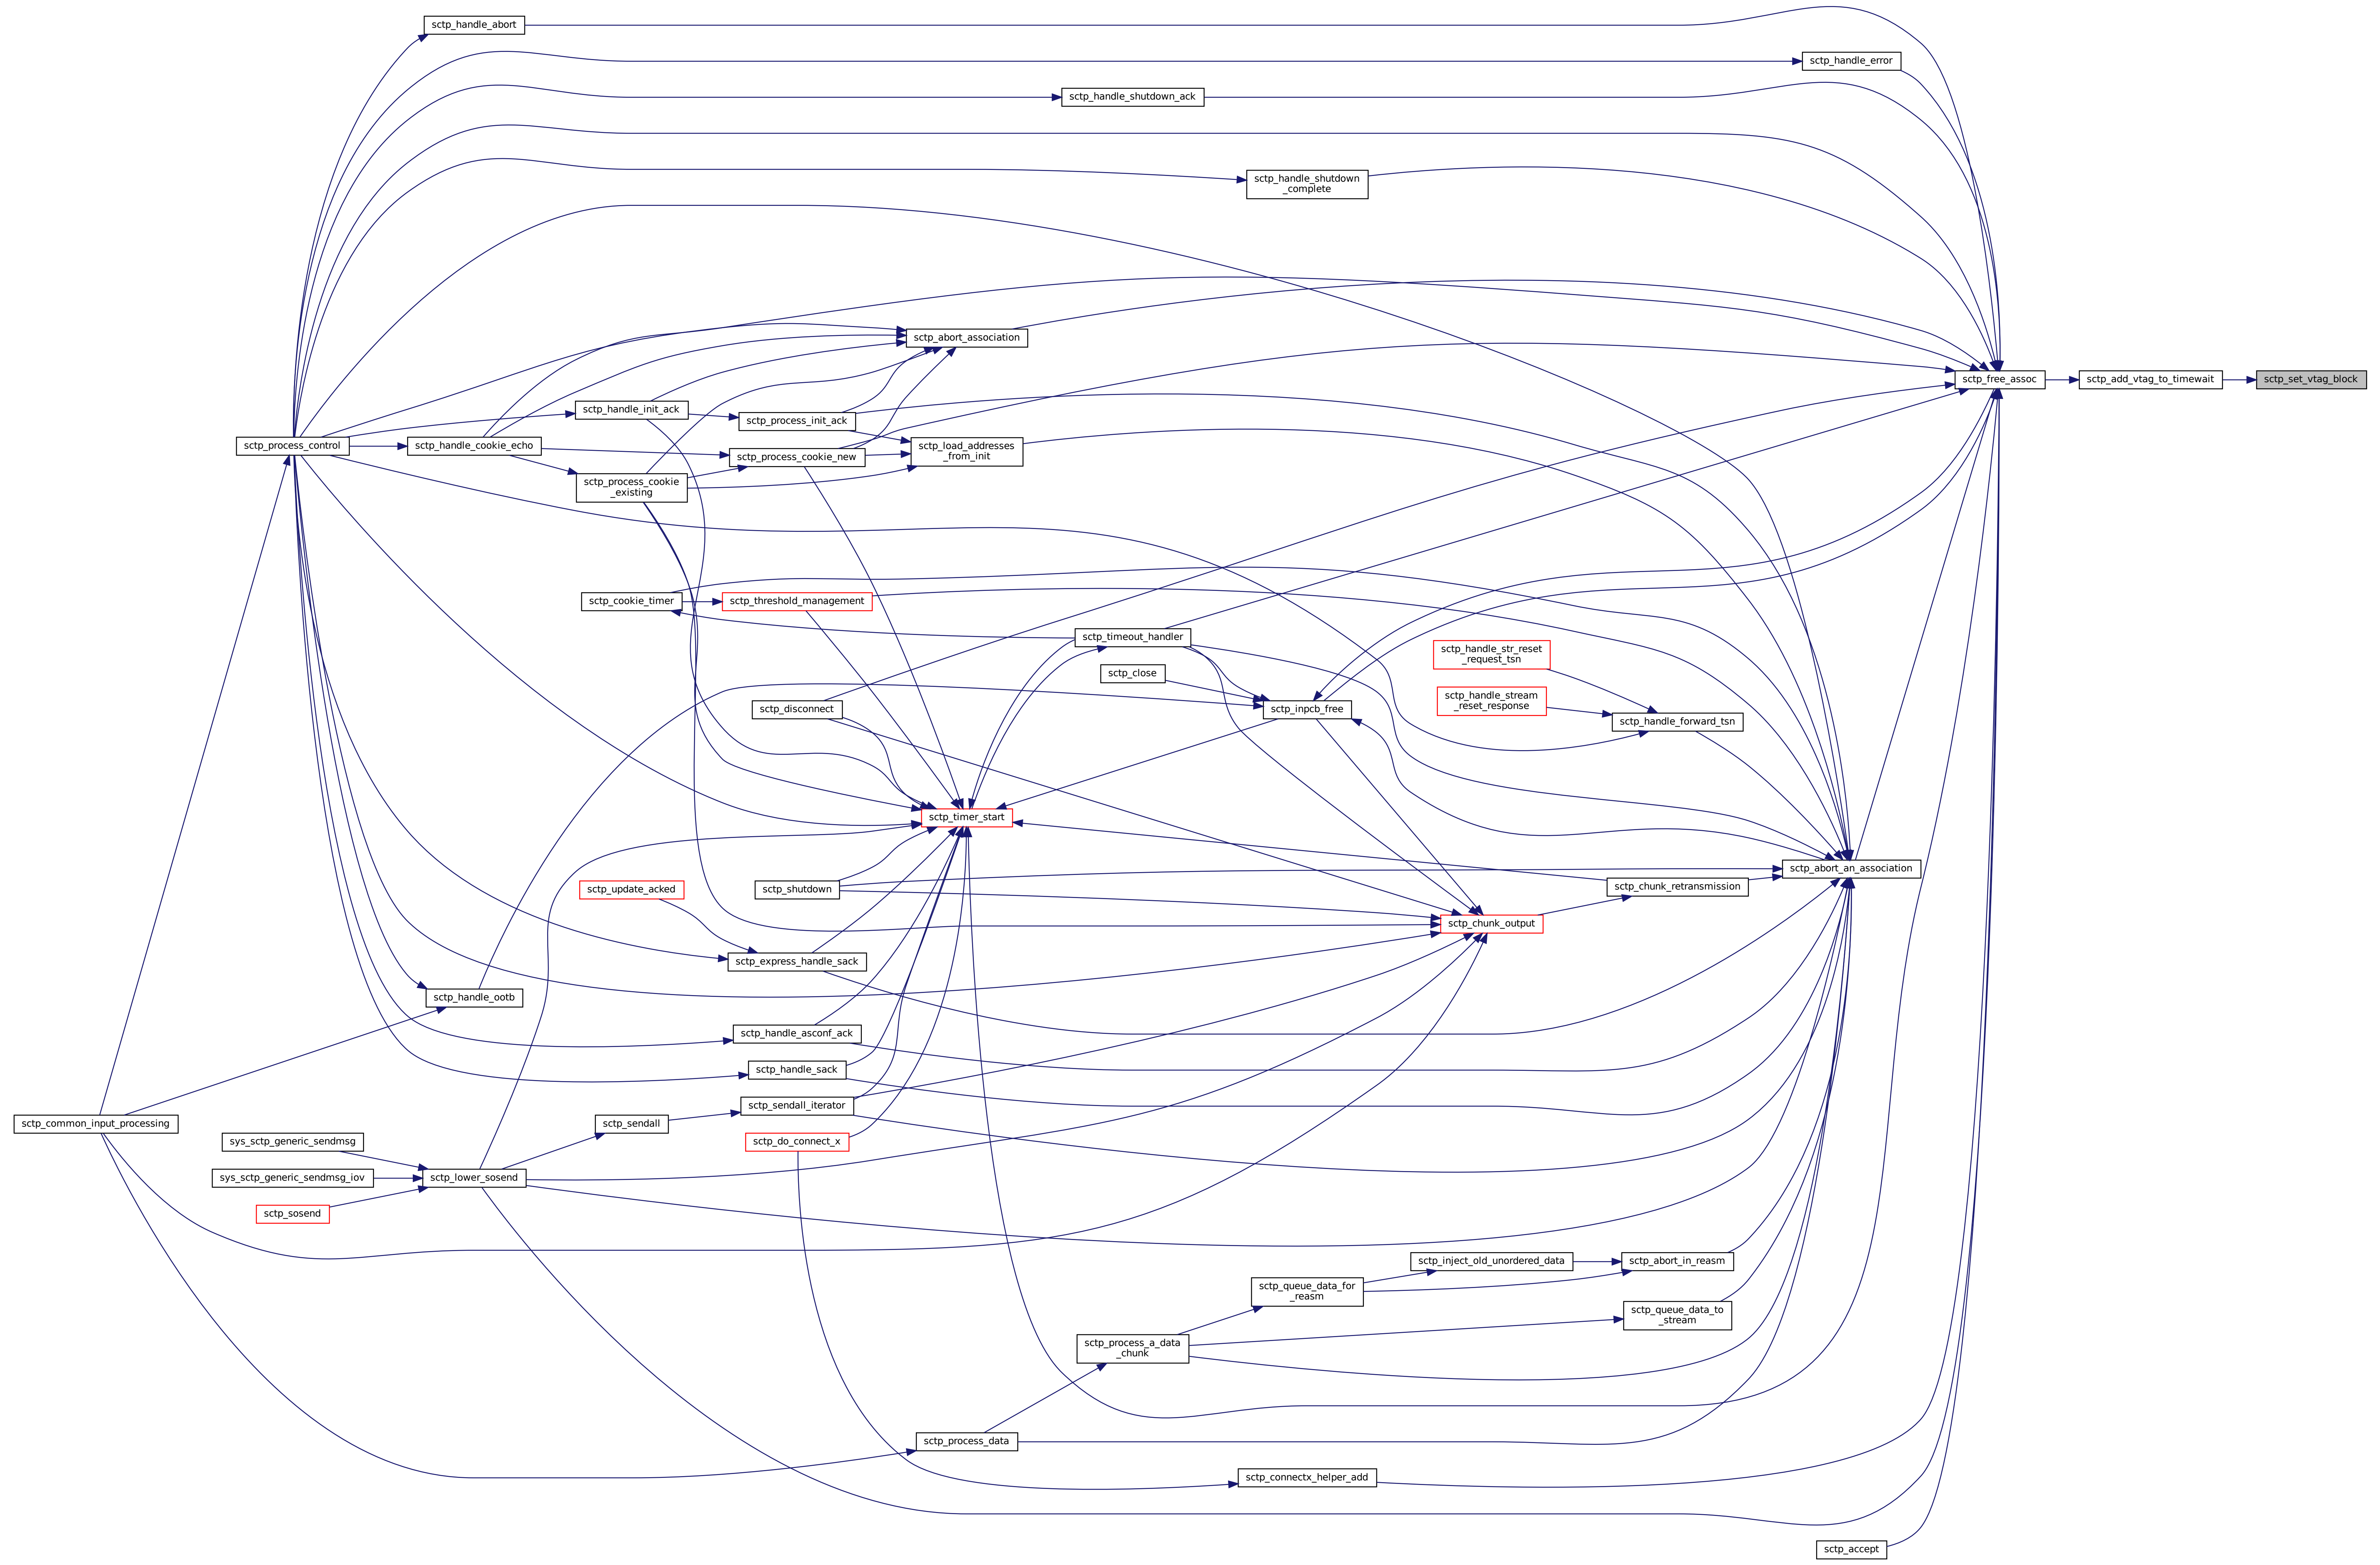 sctp_handle_abort
sctp_handle_error
sctp_handle_shutdown_ack
sctp_handle_shutdown
_complete
sctp_abort_association
sctp_free_assoc
sctp_add_vtag_to_timewait
sctp_set_vtag_block
sctp_handle_init_ack
sctp_process_init_ack
sctp_process_control
sctp_handle_cookie_echo
sctp_process_cookie_new
sctp_load_addresses
_from_init
sctp_process_cookie
_existing
sctp_cookie_timer
sctp_threshold_management
sctp_timeout_handler
sctp_handle_str_reset
_request_tsn
sctp_close
sctp_handle_stream
_reset_response
sctp_disconnect
sctp_inpcb_free
sctp_handle_forward_tsn
sctp_timer_start
sctp_abort_an_association
sctp_update_acked
sctp_shutdown
sctp_chunk_retransmission
sctp_chunk_output
sctp_express_handle_sack
sctp_handle_ootb
sctp_handle_asconf_ack
sctp_handle_sack
sctp_sendall_iterator
sctp_common_input_processing
sctp_sendall
sys_sctp_generic_sendmsg
sctp_do_connect_x
sys_sctp_generic_sendmsg_iov
sctp_lower_sosend
sctp_sosend
sctp_inject_old_unordered_data
sctp_abort_in_reasm
sctp_queue_data_for
_reasm
sctp_queue_data_to
_stream
sctp_process_a_data
_chunk
sctp_process_data
sctp_connectx_helper_add
sctp_accept